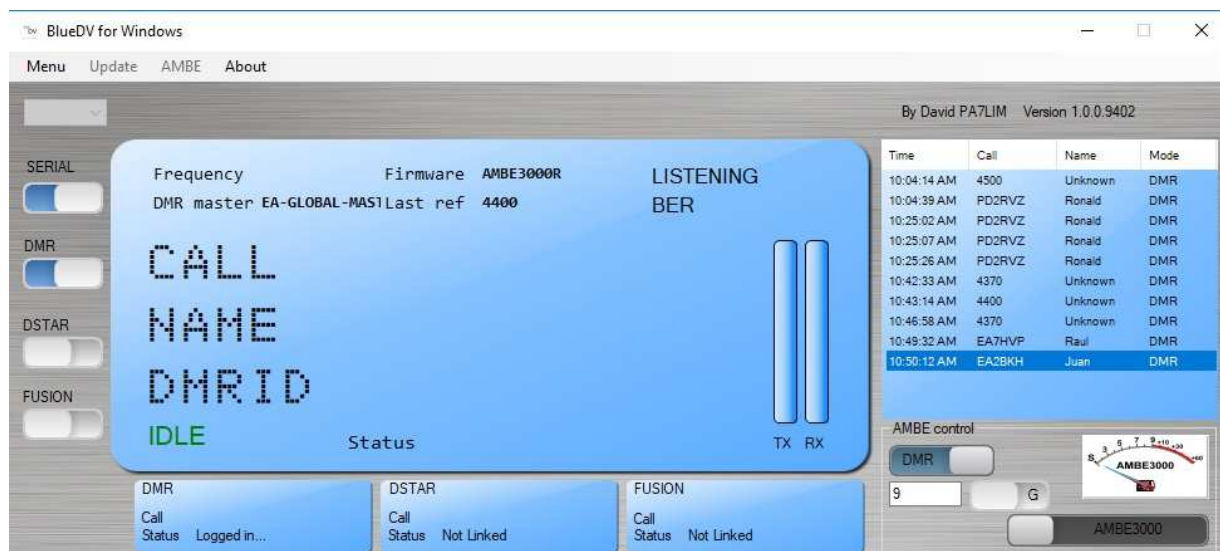 BlueDV for Windows
Menu Update AMBE About
By David PA7LIM Version 1.0.0.9402
SERIAL
DMR
DSTAR
FUSION
Frequency Firmware AMBE3000R LISTENING
DMR master EA-GLOBAL-MAS Last ref 4400 BER
CALL
NAME
DMRID
IDLE Status TX RX
Time Call Name Mode
10:04:14 AM 4500 Unknown DMR
10:04:39 AM PD2RVZ Ronald DMR
10:25:02 AM PD2RVZ Ronald DMR
10:25:07 AM PD2RVZ Ronald DMR
10:25:26 AM PD2RVZ Ronald DMR
10:42:33 AM 4370 Unknown DMR
10:43:14 AM 4400 Unknown DMR
10:46:58 AM 4370 Unknown DMR
10:49:32 AM EA7HVP Raul DMR
10:50:12 AM EA2BKH Juan DMR
AMBE control
DMR
S 3 5 7 9 +10 +30 +60
AMBE3000
9 G
AMBE3000
DMR
Call
Status Logged in...
DSTAR
Call
Status Not Linked
FUSION
Call
Status Not Linked